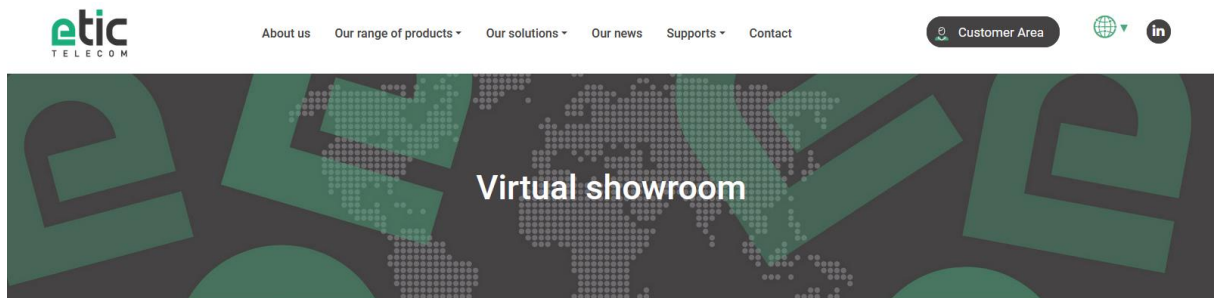 etic
TELECOM
About us Our range of products Our solutions Our news Supports Contact Customer Area in
Virtual showroom